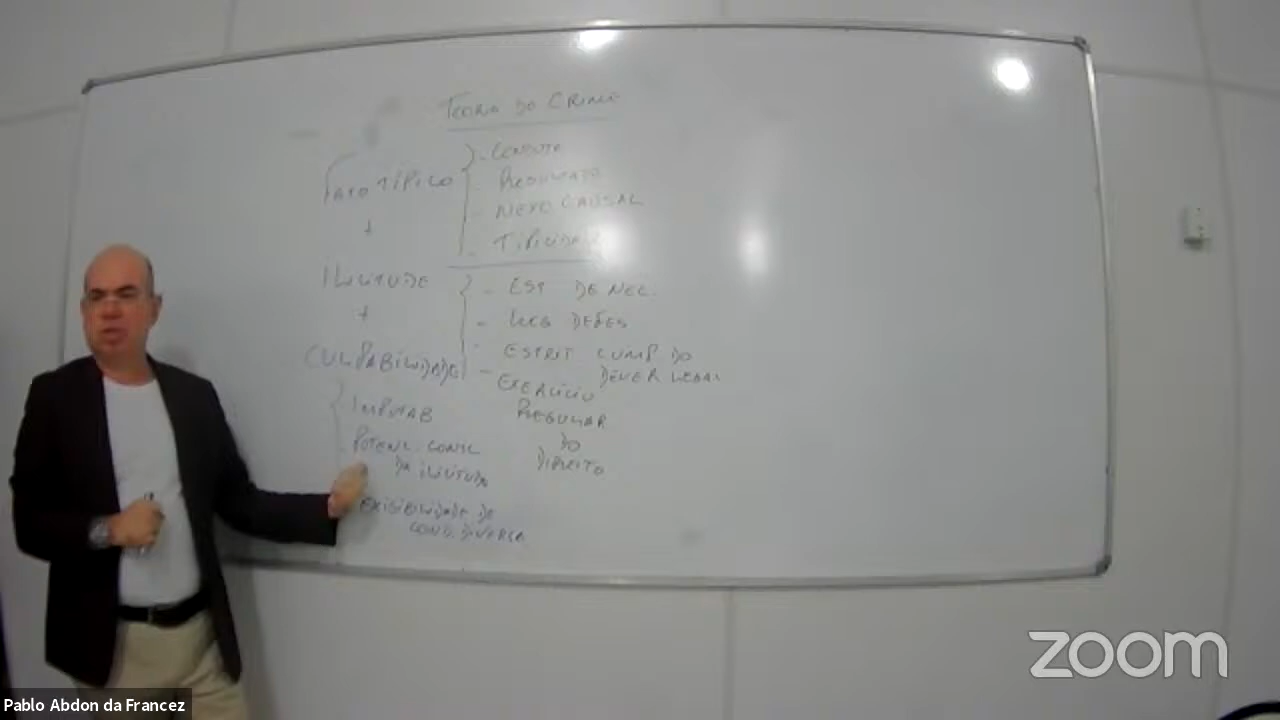 TEORIA DO CRIME
FATO TÍPICO
- CONDUTA
- RESULTADO
- NEXO CAUSAL
- TIPICIDADE
+
ILICITUDE
- EST DE NEC.
- LEG DEFES
- ESTRIT CUMP DO
DEVER LEGAL
- EXERCÍCIO
REGULAR
DO
DIREITO
+
CULPABILIDADE
IMPUTAB
POTENC. CONSC
DA ILICITUDE
EXIGIBILIDADE DE
COND. DIVERSA
zoom
Pablo Abdon da Francez